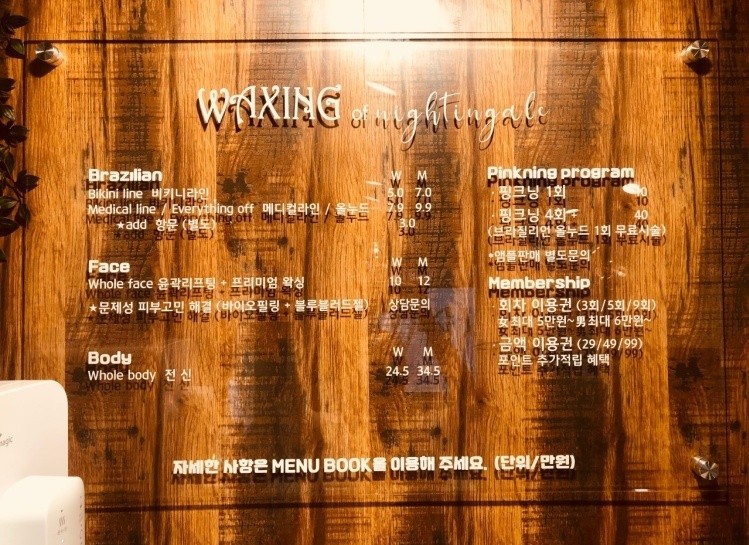 WAXING of nightingale
Brazilian W M
Bikini line 비키니라인 5.0 7.0
Medical line / Everything off 메디컬라인 / 올누드 7.9 9.9
★add 항문 (별도) 3.0
Face W M
Whole face 윤곽리프팅 + 프리미엄 왁싱 10 12
★문제성 피부고민 해결 (바이오필링 + 블루블러드젤) 상담문의
Body W M
Whole body 전 신 24.5 34.5
Pinkning program
· 핑크닝 1회 10
· 핑크닝 4회 40
(브라질리언 올누드 1회 무료시술)
*앰플판매 별도문의
Membership
· 회차 이용권 (3회/5회/9회)
女최대 5만원~男최대 6만원~
· 금액 이용권 (29/49/99)
포인트 추가적립 혜택
자세한 사항은 MENU BOOK을 이용해 주세요. (단위/만원)